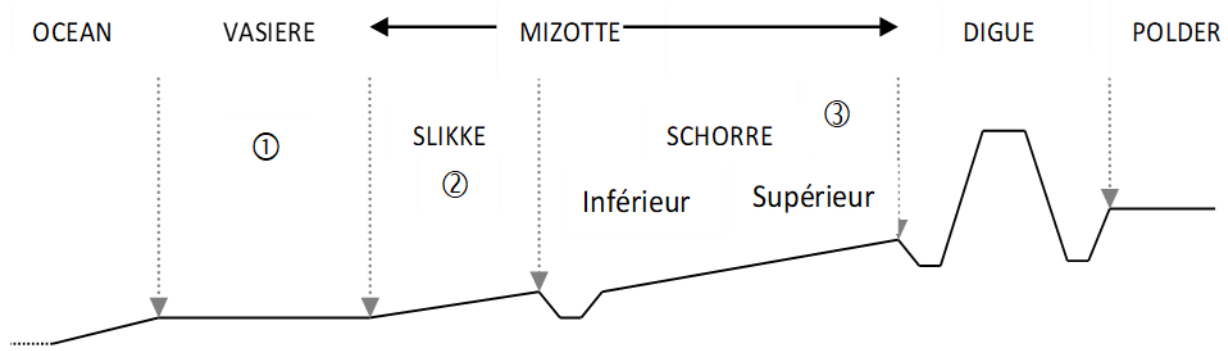 OCEAN VASIERE MIZOTTE DIGUE POLDER
① SLIKKE SCHORRE ③
② Inférieur Supérieur